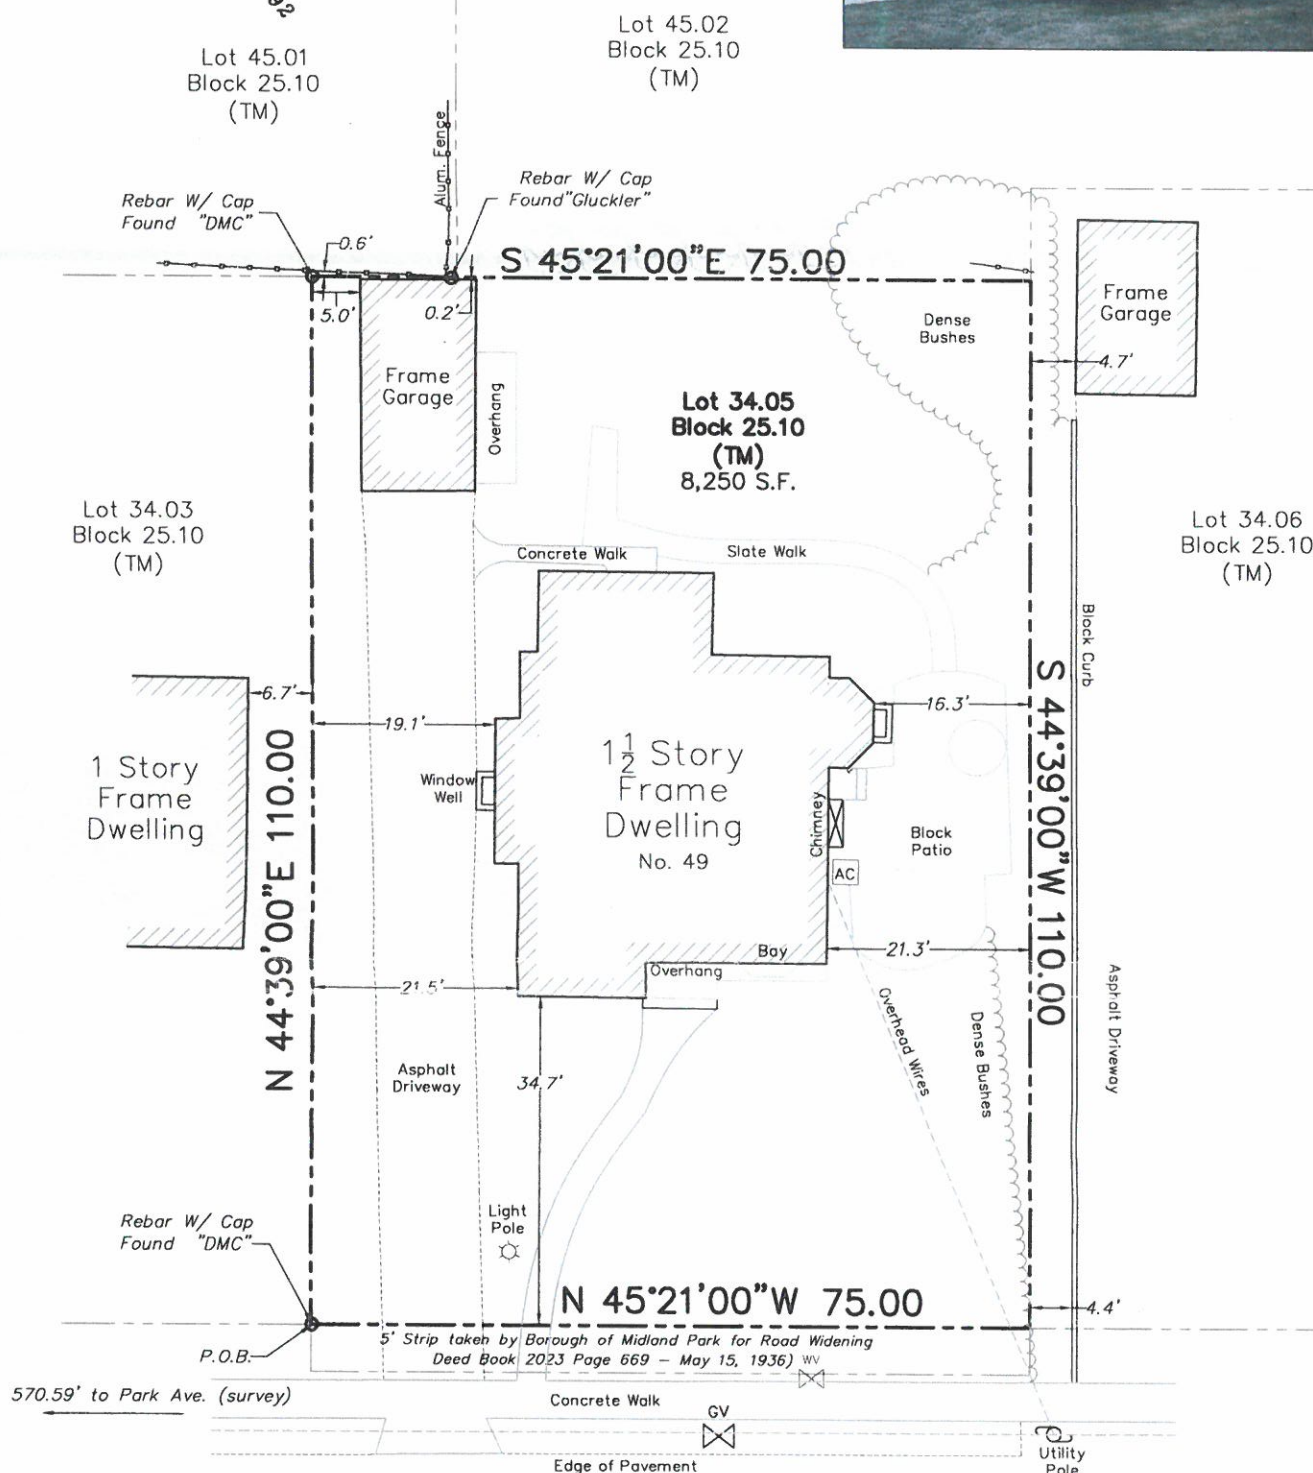 92
Lot 45.01
Block 25.10
(TM)
Lot 45.02
Block 25.10
(TM)
Alum. Fence
Rebar W/ Cap
Found "DMC"
Rebar W/ Cap
Found"Gluckler"
0.6'
S 45°21'00"E 75.00
5.0'
0.2'
Frame
Garage
Overhang
Dense
Bushes
Frame
Garage
4.7'
Lot 34.05
Block 25.10
(TM)
8,250 S.F.
Lot 34.03
Block 25.10
(TM)
Lot 34.06
Block 25.10
(TM)
Concrete Walk
Slate Walk
Block Curb
6.7'
19.1'
16.3'
S 44°39'00"W 110.00
N 44°39'00"E 110.00
1 Story
Frame
Dwelling
Window
Well
1 1/2 Story
Frame
Dwelling
No. 49
Chimney
Block
Patio
AC
Bay
21.3'
Overhang
21.5'
Overhead Wires
Dense Bushes
Asphalt Driveway
Asphalt
Driveway
34.7'
Light
Pole
Rebar W/ Cap
Found "DMC"
N 45°21'00"W 75.00
4.4'
5' Strip taken by Borough of Midland Park for Road Widening
Deed Book 2023 Page 669 – May 15, 1936)
WV
P.O.B.
570.59' to Park Ave. (survey)
Concrete Walk
GV
Edge of Pavement
Utility
Pole